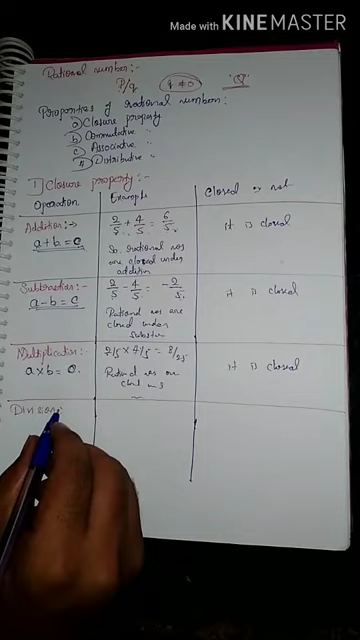 Made with KINEMASTER
Rational number:-
P/q q ≠ 0 "Q"
Properties of rational numbers:
a) Closure property
b) Commutative "
c) Associative "
d) Distributive "
1) Closure property:-
Operation
Example
Closed or not
Addition:-
a + b = c
2/5 + 4/5 = 6/5.
So rational nos are closed under addition
It is closed
Subtraction:
a - b = c
2/5 - 4/5 = -2/5.
Rational nos are closed under
it is closed
Multiplication
a × b = c.
2/5 × 4/5 = 8/25
Rational nos are
It is closed
Division: